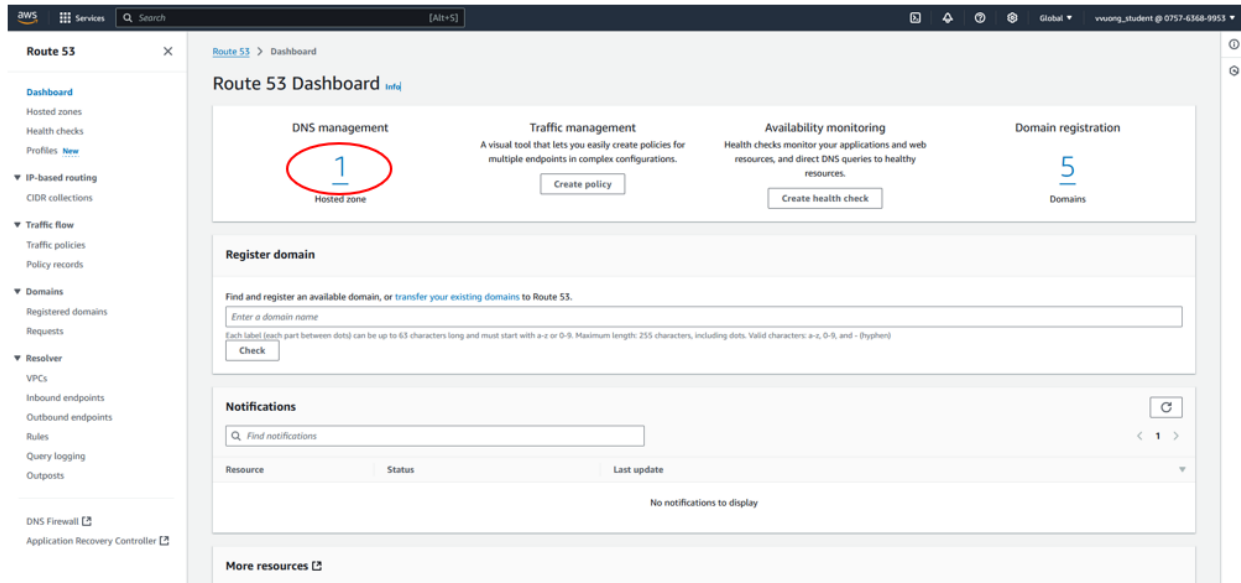 aws
Services
Search
[Alt+S]
Global
vvuong_student @ 0757-6368-9953
Route 53
Dashboard
Hosted zones
Health checks
Profiles New
IP-based routing
CIDR collections
Traffic flow
Traffic policies
Policy records
Domains
Registered domains
Requests
Resolver
VPCs
Inbound endpoints
Outbound endpoints
Rules
Query logging
Outposts
DNS Firewall
Application Recovery Controller
Route 53 > Dashboard
Route 53 Dashboard Info
DNS management
1
Hosted zone
Traffic management
A visual tool that lets you easily create policies for
multiple endpoints in complex configurations.
Create policy
Availability monitoring
Health checks monitor your applications and web
resources, and direct DNS queries to healthy
resources.
Create health check
Domain registration
5
Domains
Register domain
Find and register an available domain, or transfer your existing domains to Route 53.
Enter a domain name
Each label (each part between dots) can be up to 63 characters long and must start with a-z or 0-9. Maximum length: 255 characters, including dots. Valid characters: a-z, 0-9, and - (hyphen)
Check
Notifications
Find notifications
< 1 >
Resource
Status
Last update
No notifications to display
More resources